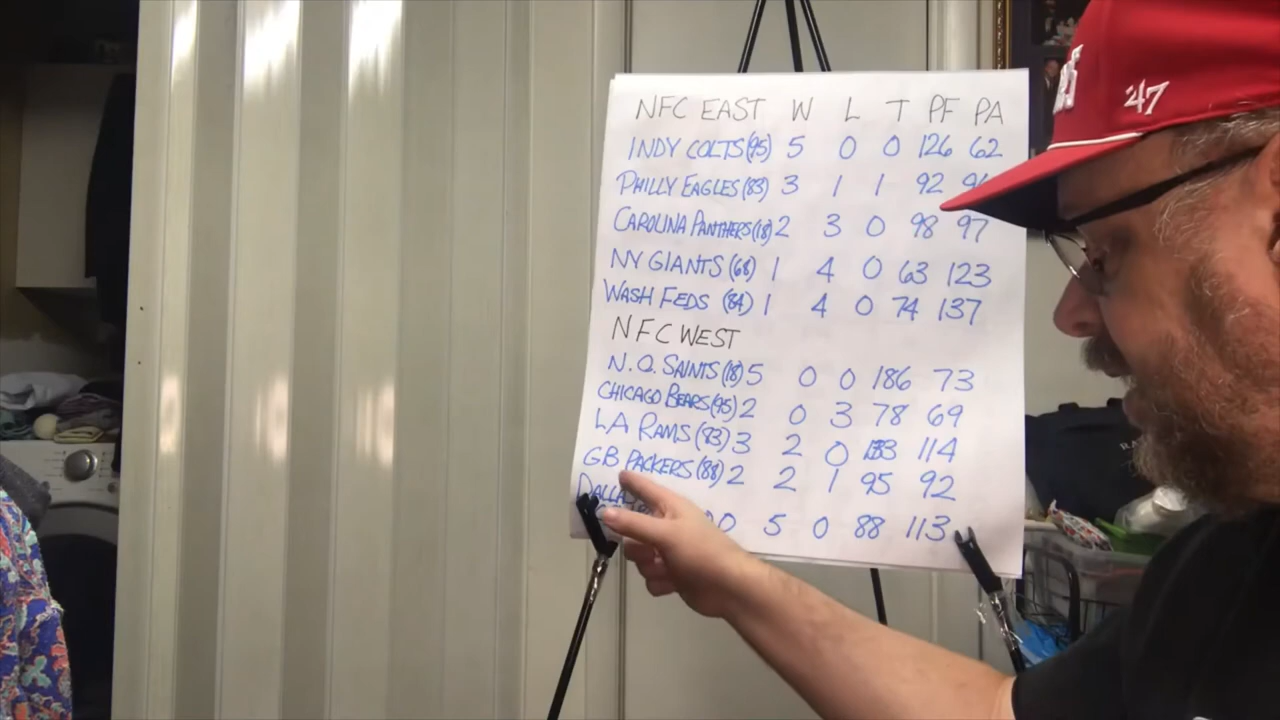 NFC EAST W L T PF PA
INDY COLTS (95) 5 0 0 126 62
PHILLY EAGLES (83) 3 1 1 92
CAROLINA PANTHERS (18) 2 3 0 98 97
NY GIANTS (68) 1 4 0 63 123
WASH FEDS (84) 1 4 0 74 137
NFC WEST
N.O. SAINTS (18) 5 0 0 186 73
CHICAGO BEARS (95) 2 0 3 78 69
LA RAMS (83) 3 2 0 114
GB PACKERS (88) 2 2 1 95 92
0 5 0 88 113
'47